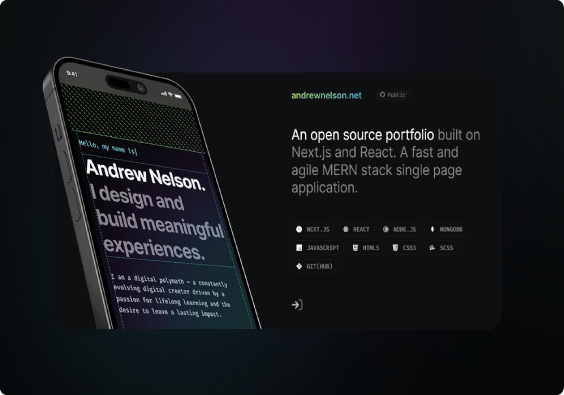 9:41
Hello, my name is
Andrew Nelson.
I design and
build meaningful
experiences.
I am a digital polymath – a constantly
evolving digital creator driven by a
passion for lifelong learning and the
desire to leave a lasting impact.
andrewnelson.net
Public
An open source portfolio built on
Next.js and React. A fast and
agile MERN stack single page
application.
NEXT.JS REACT NODE.JS MONGODB
JAVASCRIPT HTML5 CSS3 SCSS
GIT(HUB)